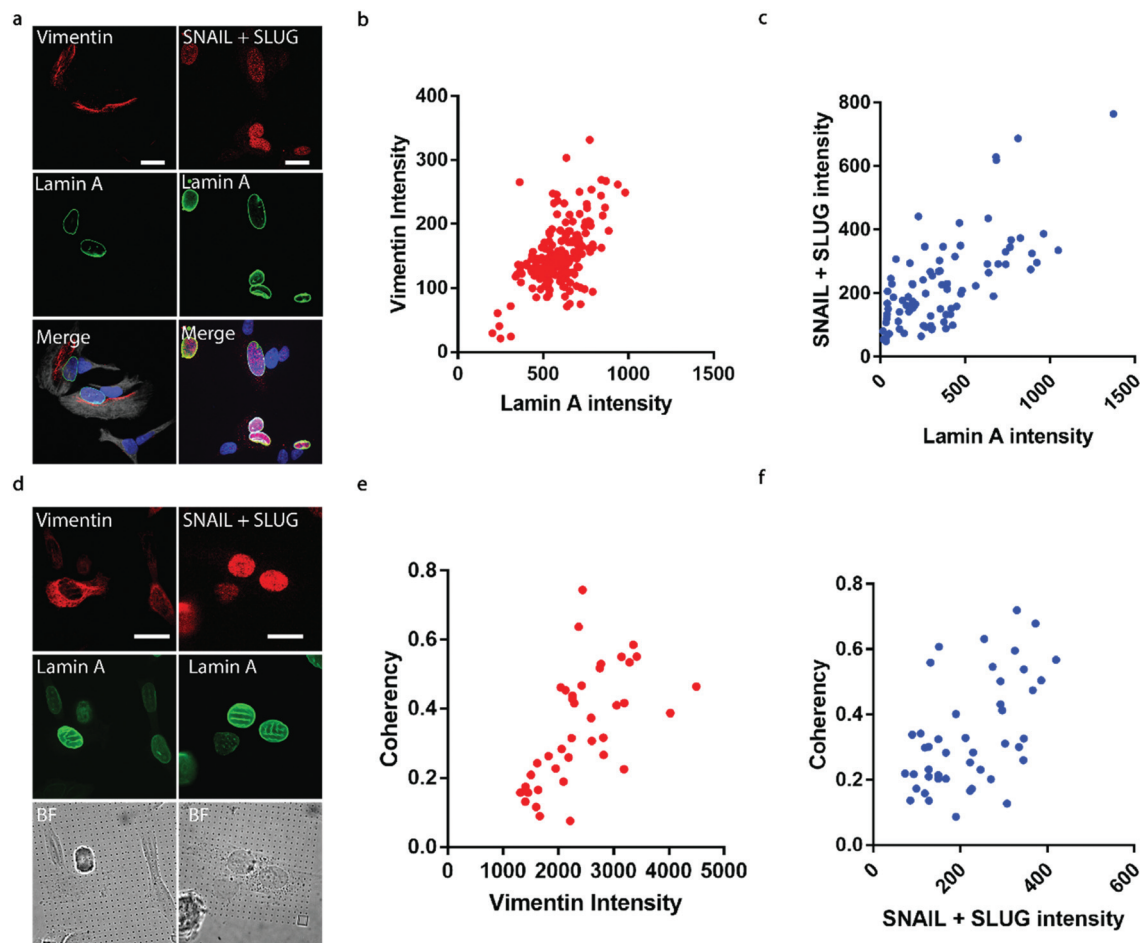 a
Vimentin
SNAIL + SLUG
Lamin A
Lamin A
Merge
Merge
b
Vimentin Intensity
400
300
200
100
0
0
500
1000
1500
Lamin A intensity
c
SNAIL + SLUG intensity
800
600
400
200
0
0
500
1000
1500
Lamin A intensity
d
Vimentin
SNAIL + SLUG
Lamin A
Lamin A
BF
BF
e
Coherency
0.8
0.6
0.4
0.2
0.0
0
1000
2000
3000
4000
5000
Vimentin Intensity
f
Coherency
0.8
0.6
0.4
0.2
0.0
0
200
400
600
SNAIL + SLUG intensity